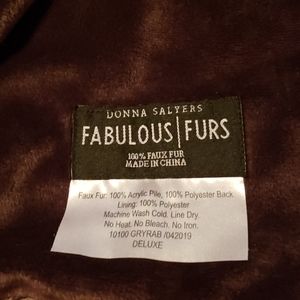 DONNA SALYERS
FABULOUS|FURS
100% FAUX FUR
MADE IN CHINA
Faux Fur: 100% Acrylic Pile, 100% Polyester Back
Lining: 100% Polyester
Machine Wash Cold. Line Dry.
No Heat. No Bleach. No Iron.
10100 GRYRAB /042019
DELUXE